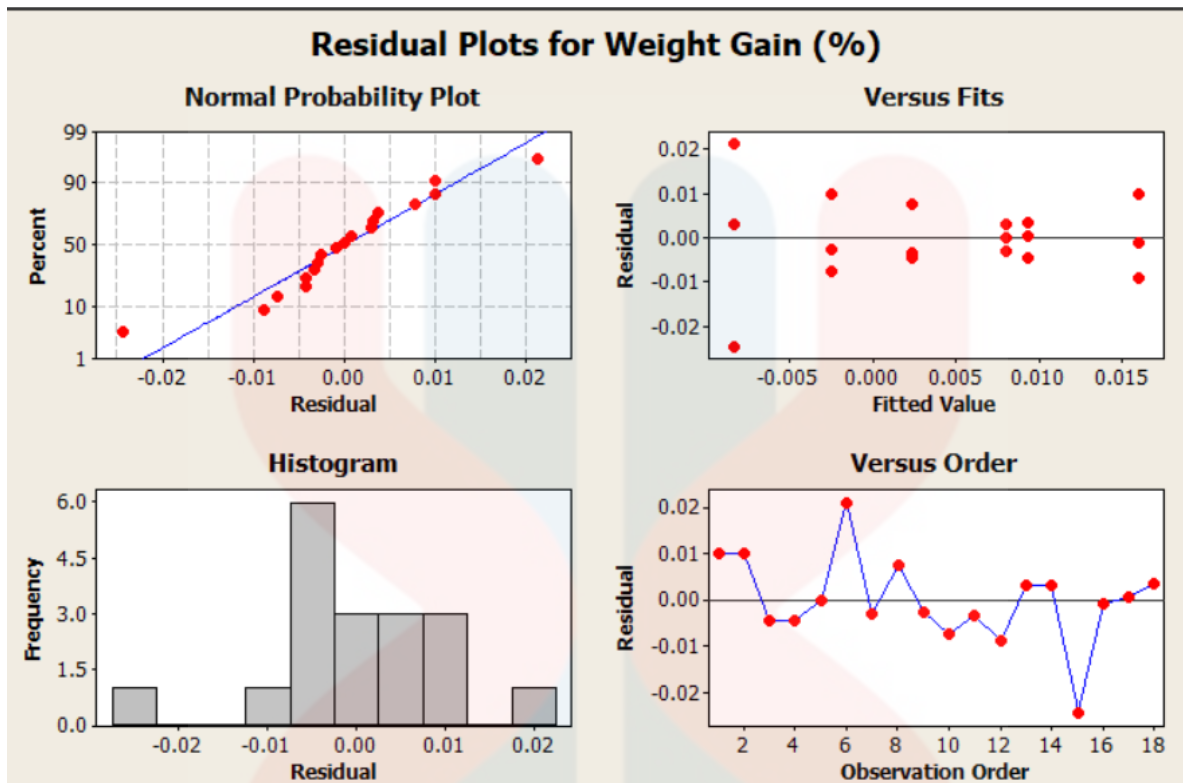 Residual Plots for Weight Gain (%)
Normal Probability Plot
99
90
50
10
1
Percent
-0.02 -0.01 0.00 0.01 0.02
Residual
Versus Fits
0.02
0.01
0.00
-0.01
-0.02
Residual
-0.005 0.000 0.005 0.010 0.015
Fitted Value
Histogram
6.0
4.5
3.0
1.5
0.0
Frequency
-0.02 -0.01 0.00 0.01 0.02
Residual
Versus Order
0.02
0.01
0.00
-0.01
-0.02
Residual
2 4 6 8 10 12 14 16 18
Observation Order